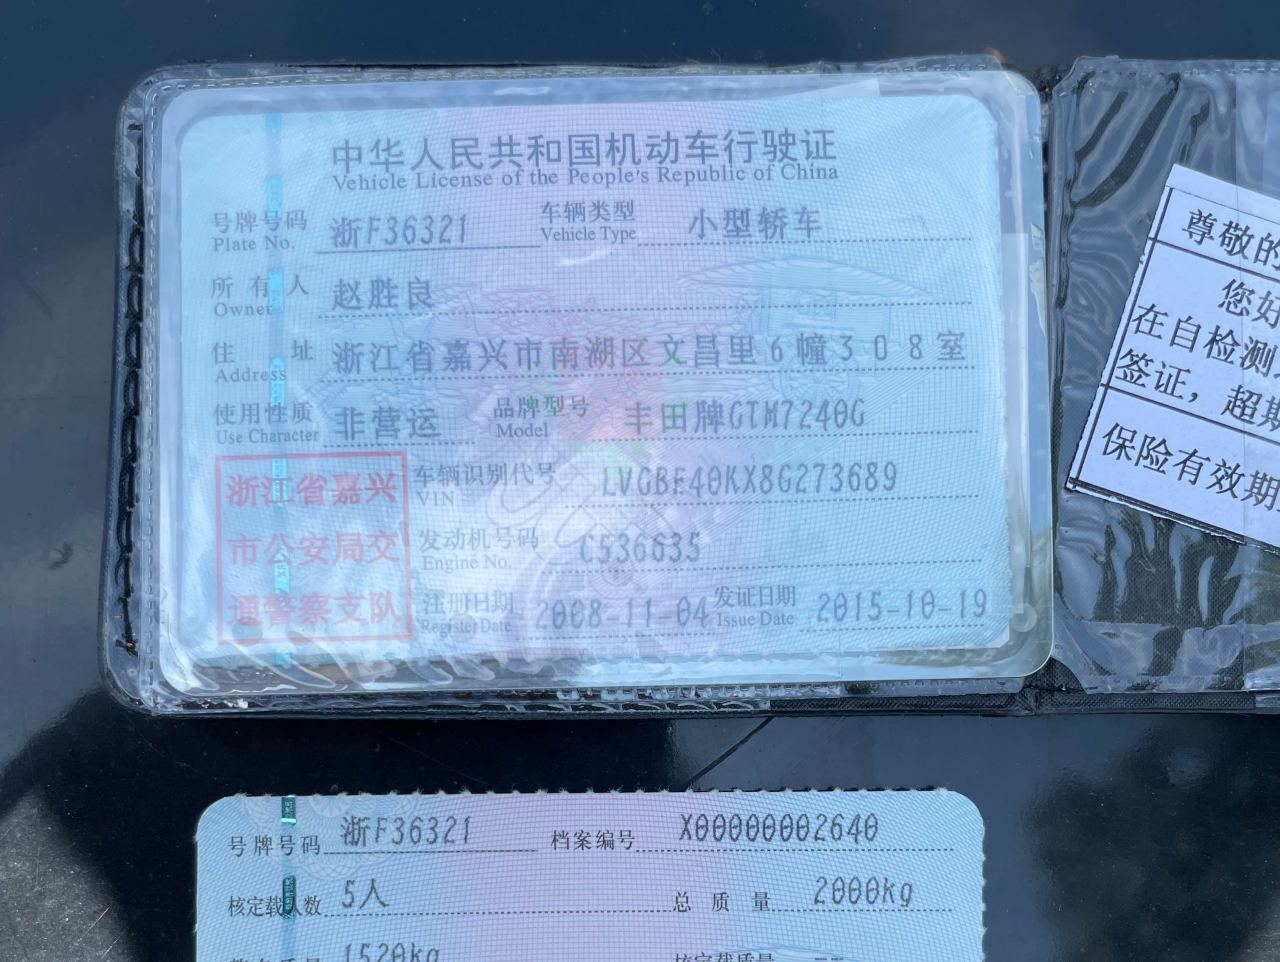 中华人民共和国机动车行驶证
Vehicle License of the People's Republic of China
号牌号码 浙F36321 车辆类型 小型轿车
Plate No. Vehicle Type
所有人 赵胜良
Owner
住址 浙江省嘉兴市南湖区文昌里6幢308室
Address
使用性质 非营运 品牌型号 丰田牌GTM7240G
Use Character Model
浙江省嘉兴
市公安局交
通警察支队
车辆识别代号 LVGBE40KX8G273689
VIN
发动机号码 C536635
Engine No.
注册日期 2008-11-04 发证日期 2015-10-19
Register Date Issue Date
尊敬的
您好
在自检测
签证，超期
保险有效期
号牌号码 浙F36321 档案编号 X00000002640
核定载人数 5人 总质量 2000kg
1520kg